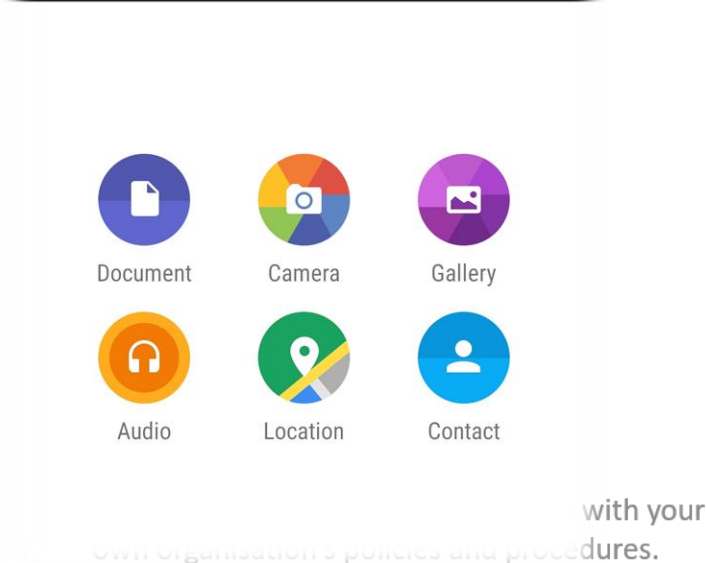 Document Camera Gallery
Audio Location Contact
with your
own organisation's policies and procedures.